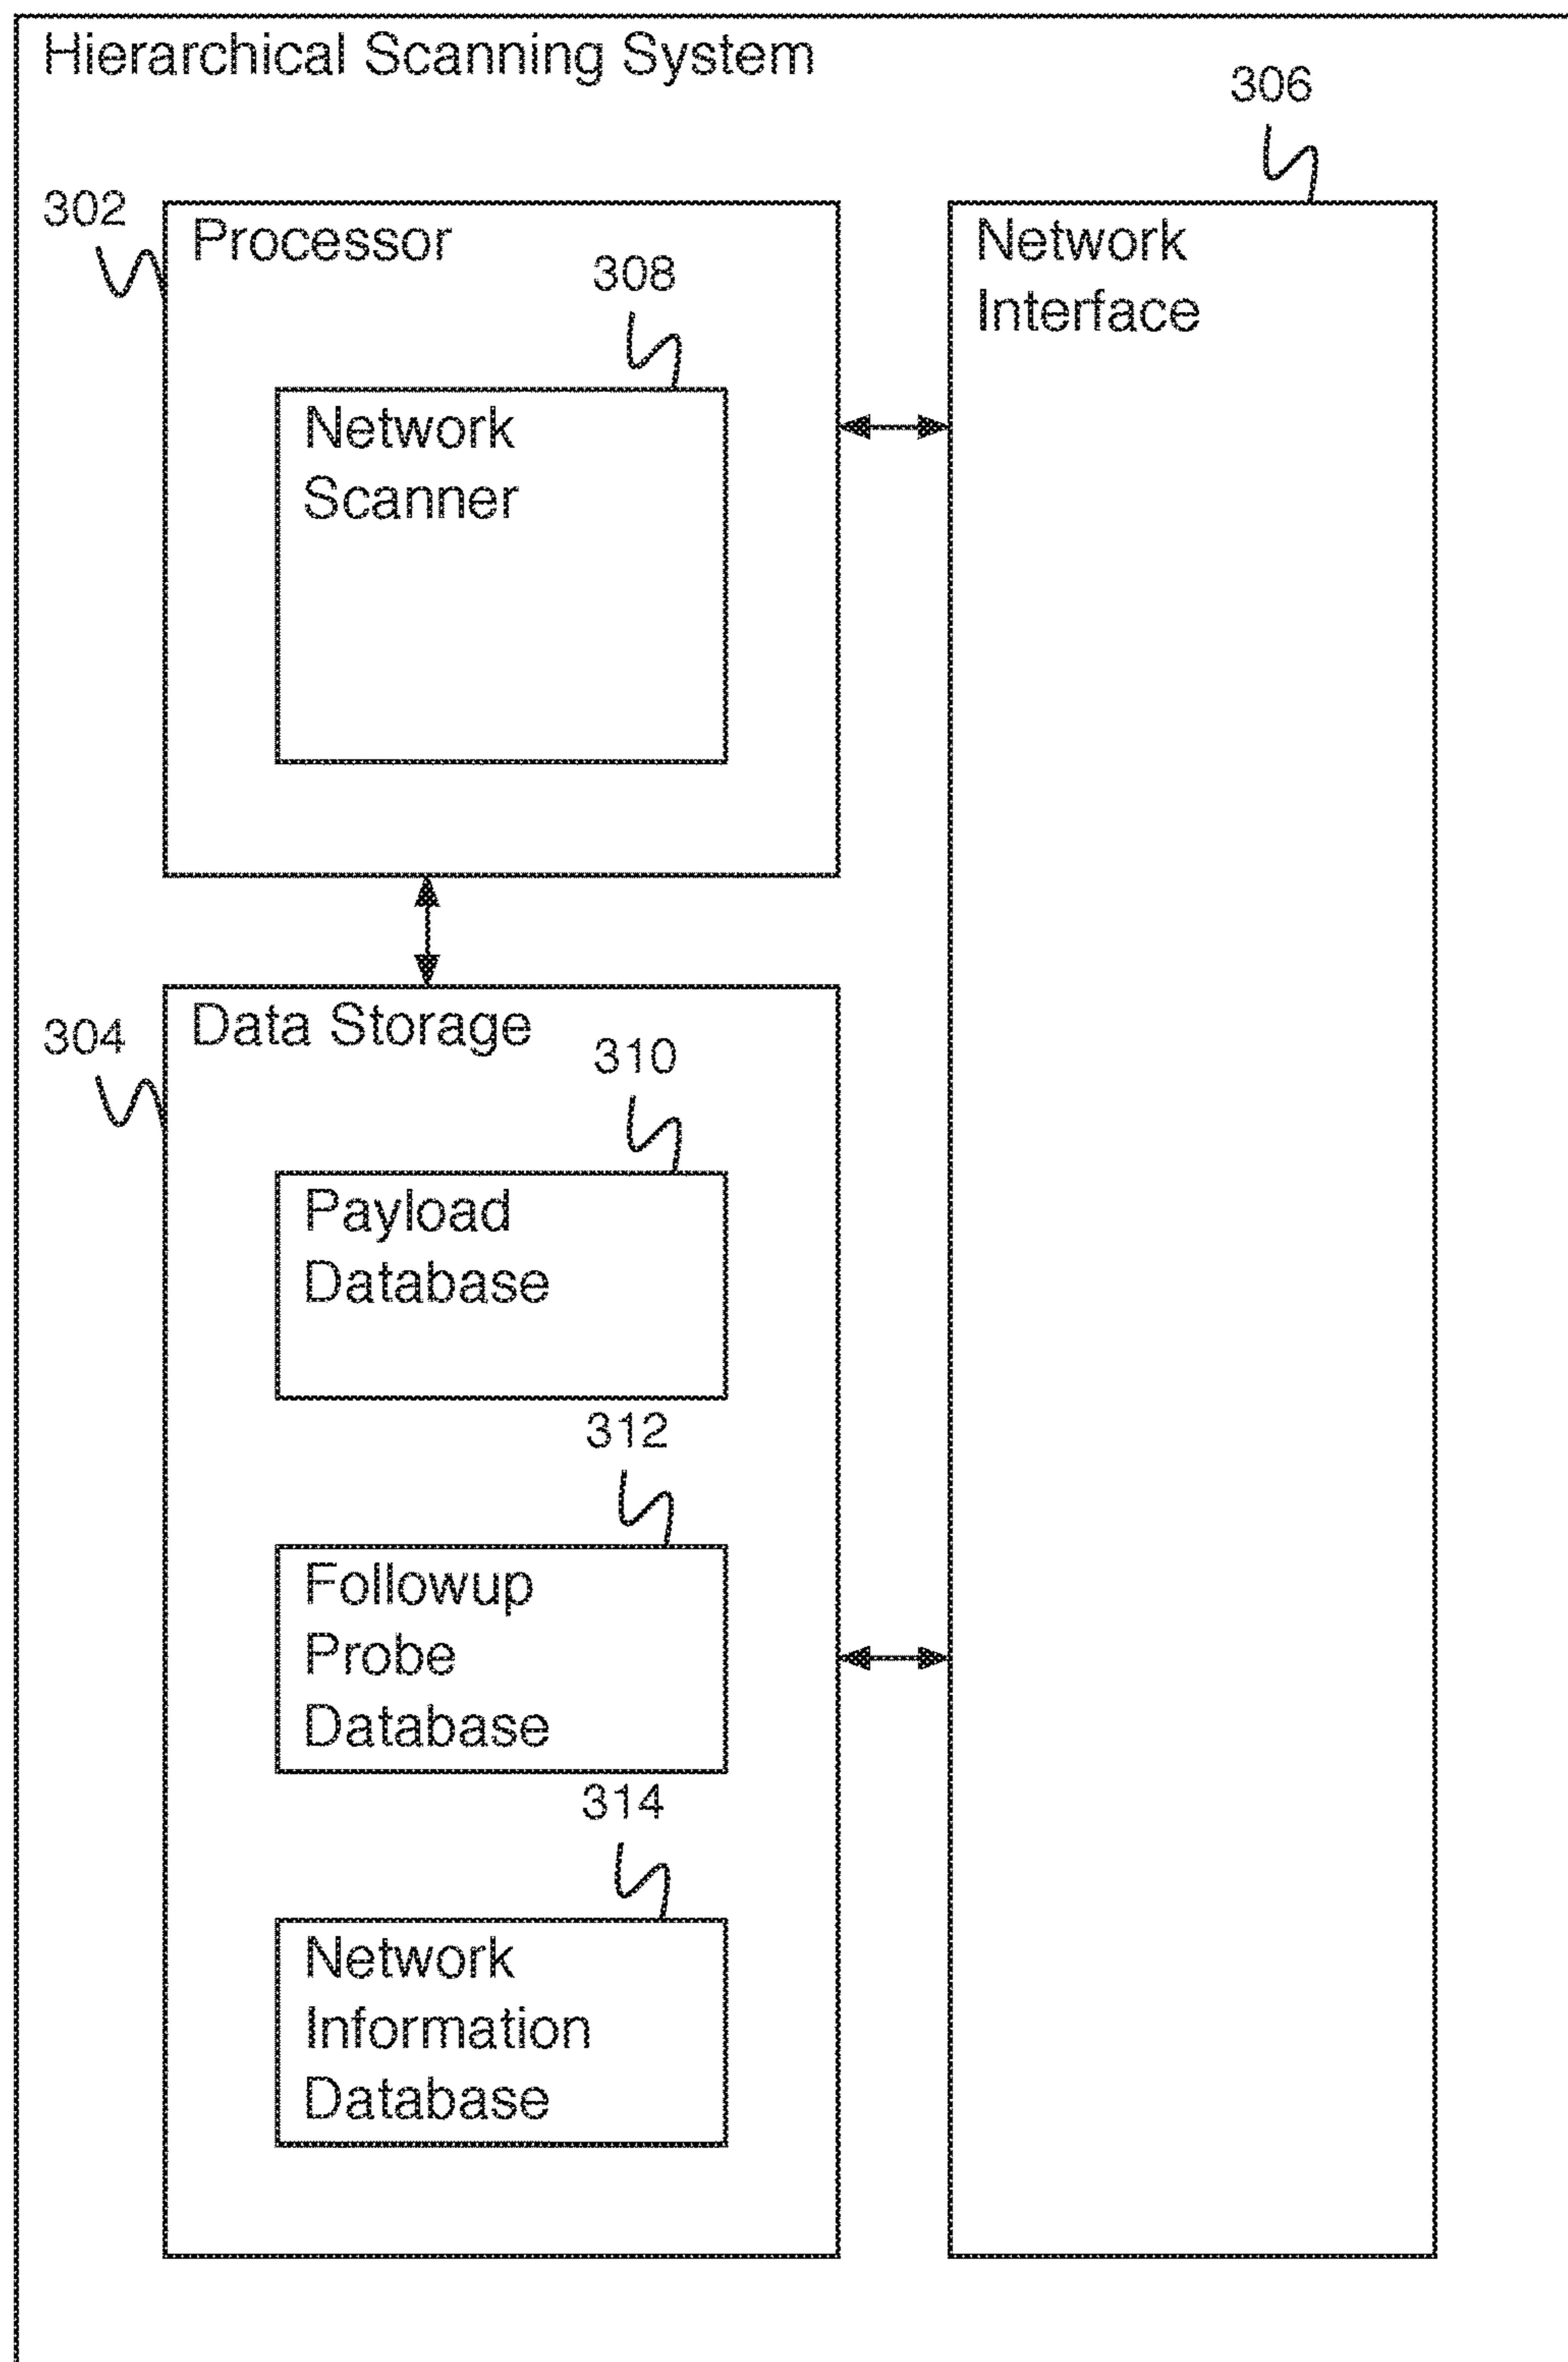 Hierarchical Scanning System
306
302
Processor
308
Network
Scanner
Network
Interface
304
Data Storage
310
Payload
Database
312
Followup
Probe
Database
314
Network
Information
Database